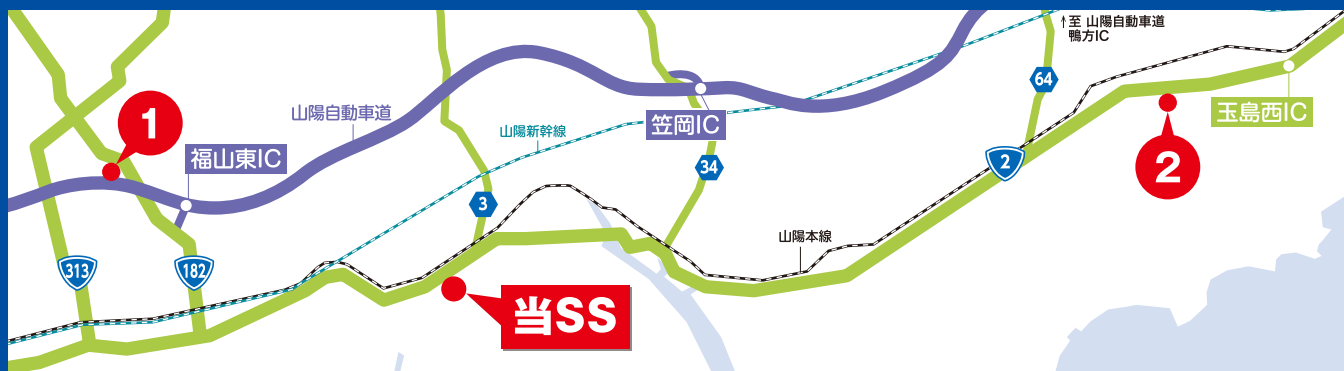 ↑至 山陽自動車道
鴨方IC
64
玉島西IC
山陽自動車道
1
笠岡IC
山陽新幹線
福山東IC
2
34
2
3
山陽本線
313
182
当SS